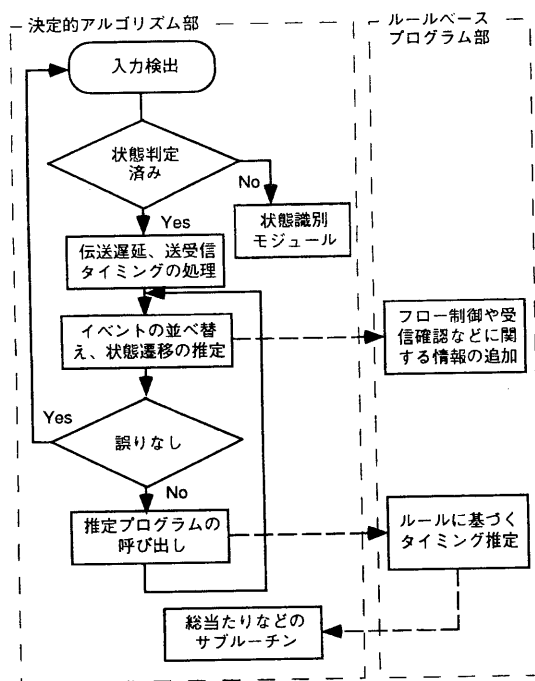 決定的アルゴリズム部
ルールベース
プログラム部
入力検出
状態判定
済み
No
Yes
状態識別
モジュール
伝送遅延、送受信
タイミングの処理
イベントの並べ替
え、状態遷移の推定
フロー制御や受
信確認などに関
する情報の追加
Yes
誤りなし
No
推定プログラムの
呼び出し
ルールに基づく
タイミング推定
総当たりなどの
サブルーチン